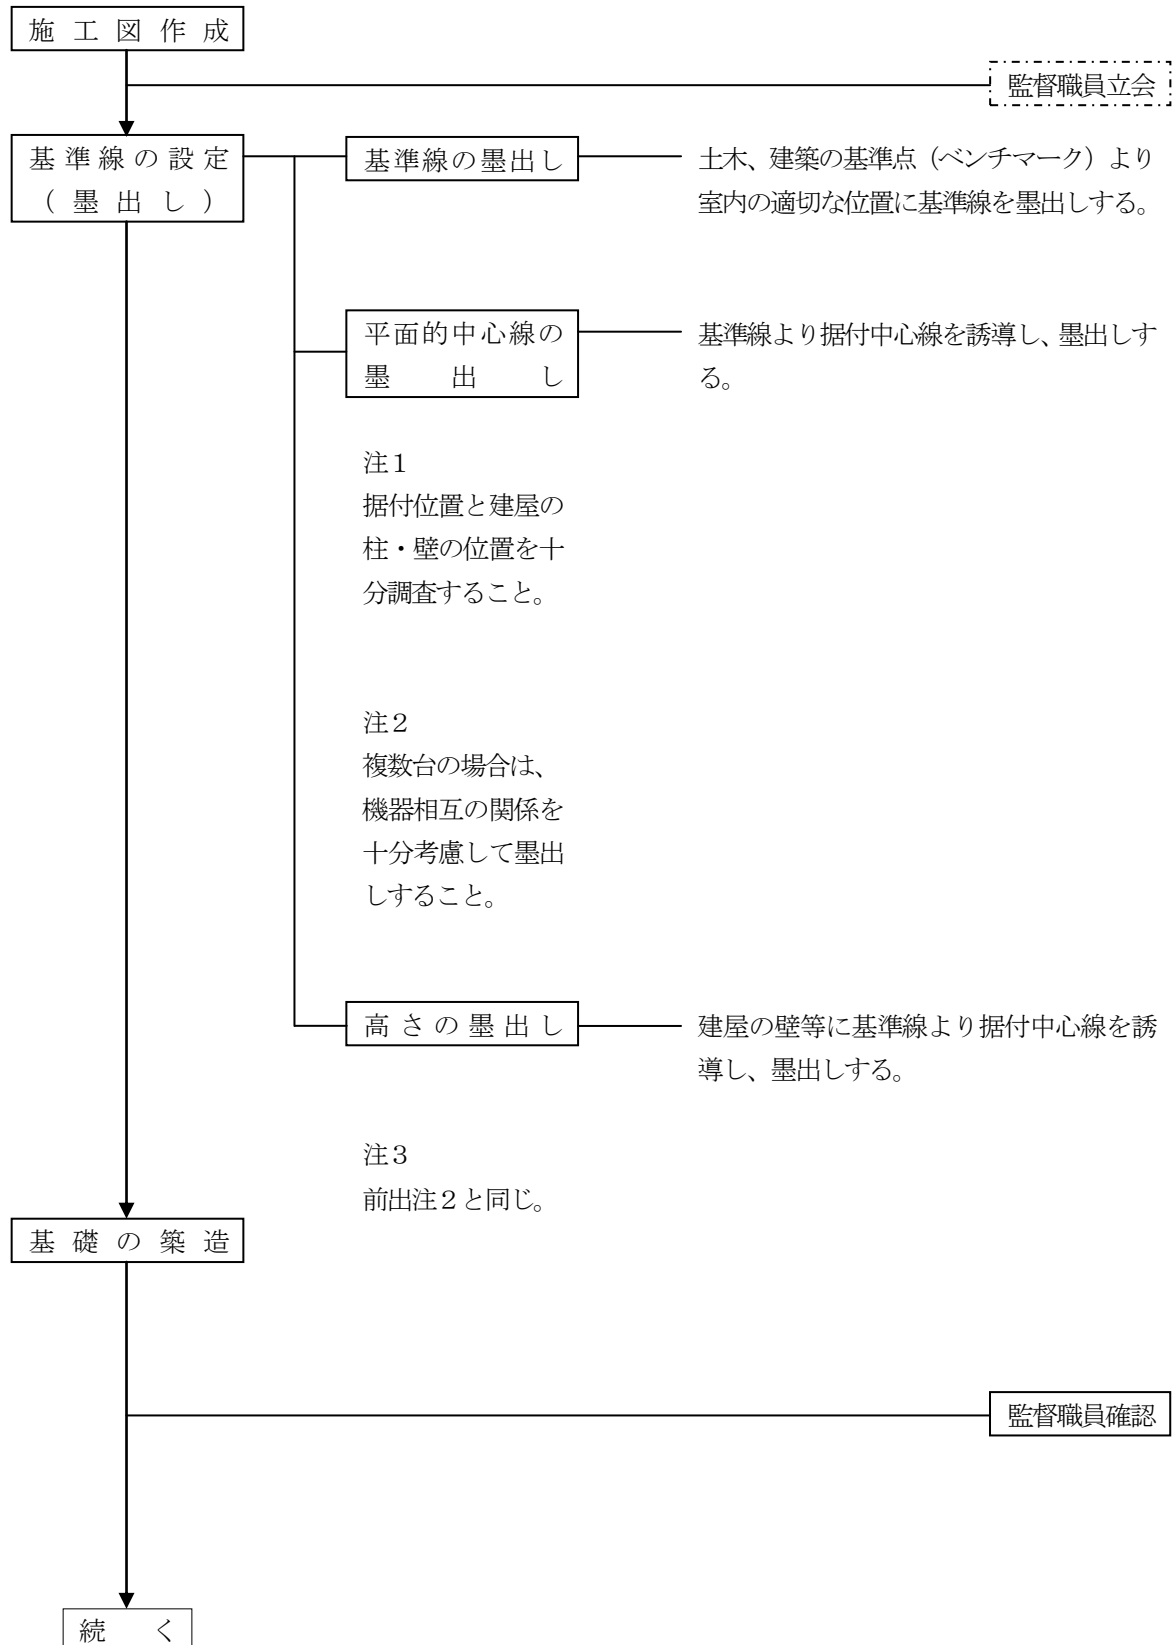 施工図作成
監督職員立会
基準線の設定
（墨出し）
基準線の墨出し
土木、建築の基準点（ベンチマーク）より
室内の適切な位置に基準線を墨出しする。
平面的中心線の
墨出し
基準線より据付中心線を誘導し、墨出しす
る。
注１
据付位置と建屋の
柱・壁の位置を十
分調査すること。
注２
複数台の場合は、
機器相互の関係を
十分考慮して墨出
しすること。
高さの墨出し
建屋の壁等に基準線より据付中心線を誘
導し、墨出しする。
注３
前出注２と同じ。
基礎の築造
監督職員確認
続く